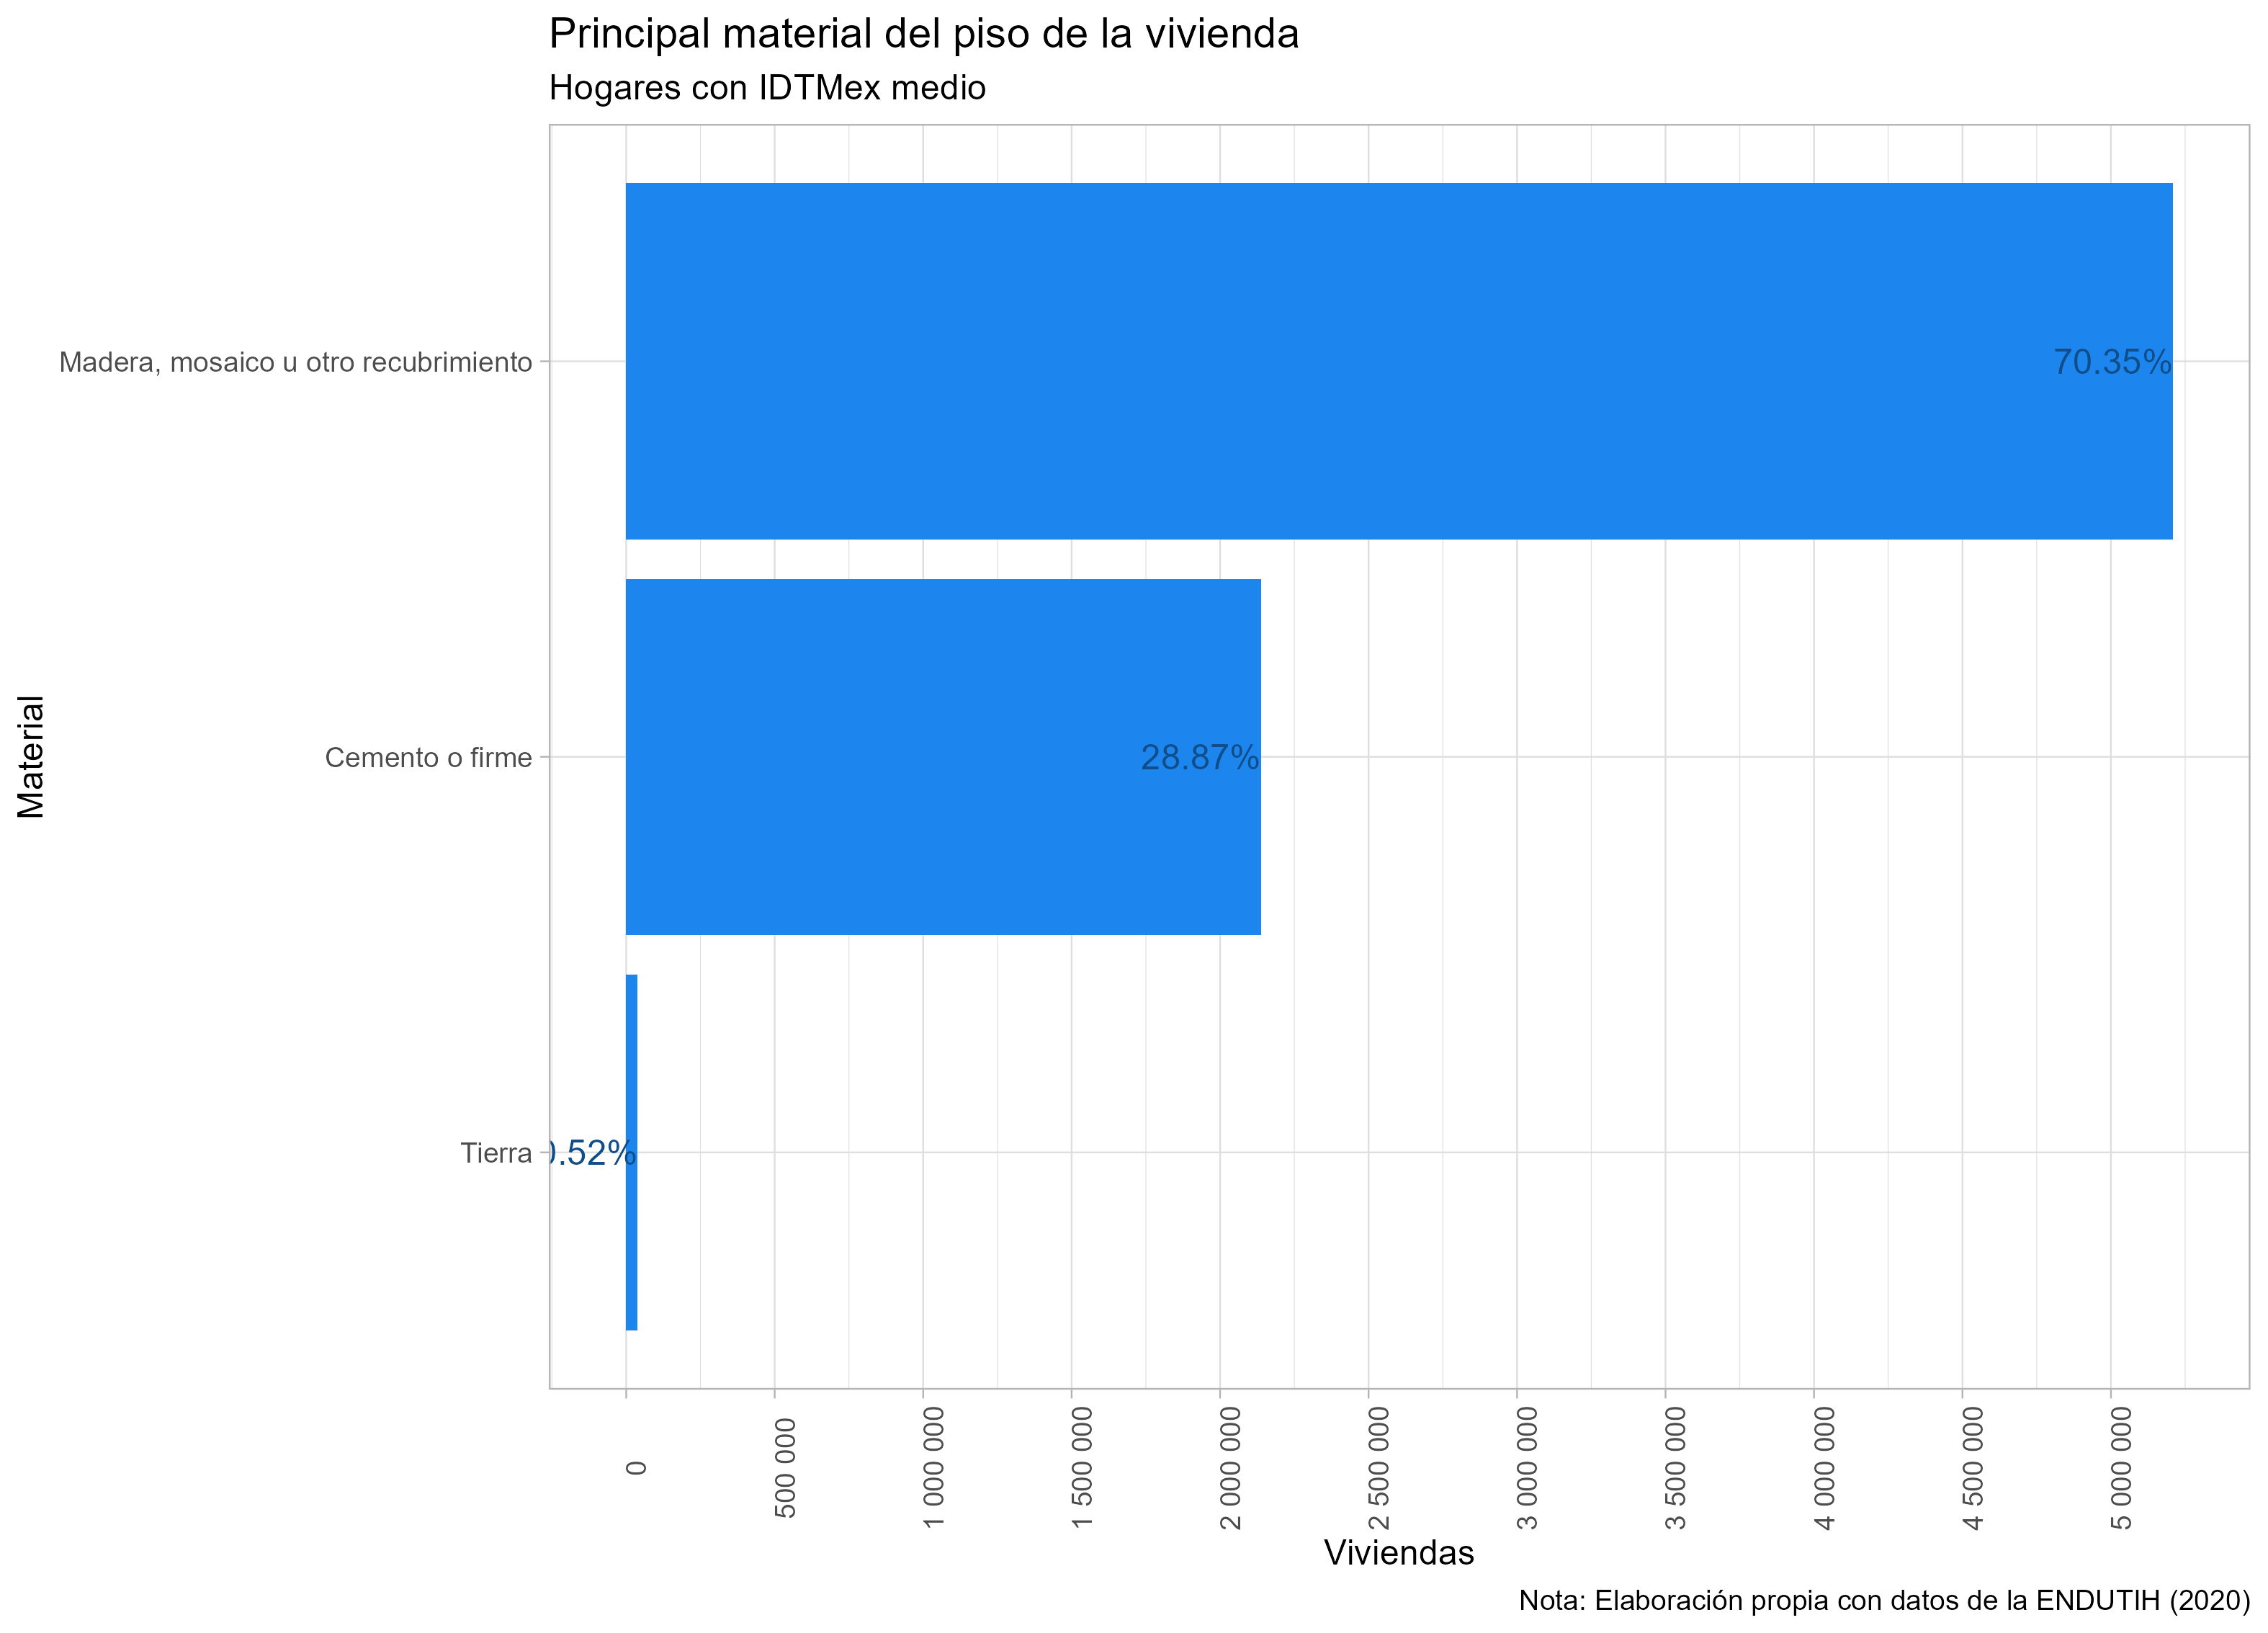 Principal material del piso de la vivienda
Hogares con IDTMex medio
Material
Madera, mosaico u otro recubrimiento
70.35%
Cemento o firme
28.87%
Tierra
0.52%
0
500 000
1 000 000
1 500 000
2 000 000
2 500 000
3 000 000
3 500 000
4 000 000
4 500 000
5 000 000
Viviendas
Nota: Elaboración propia con datos de la ENDUTIH (2020)